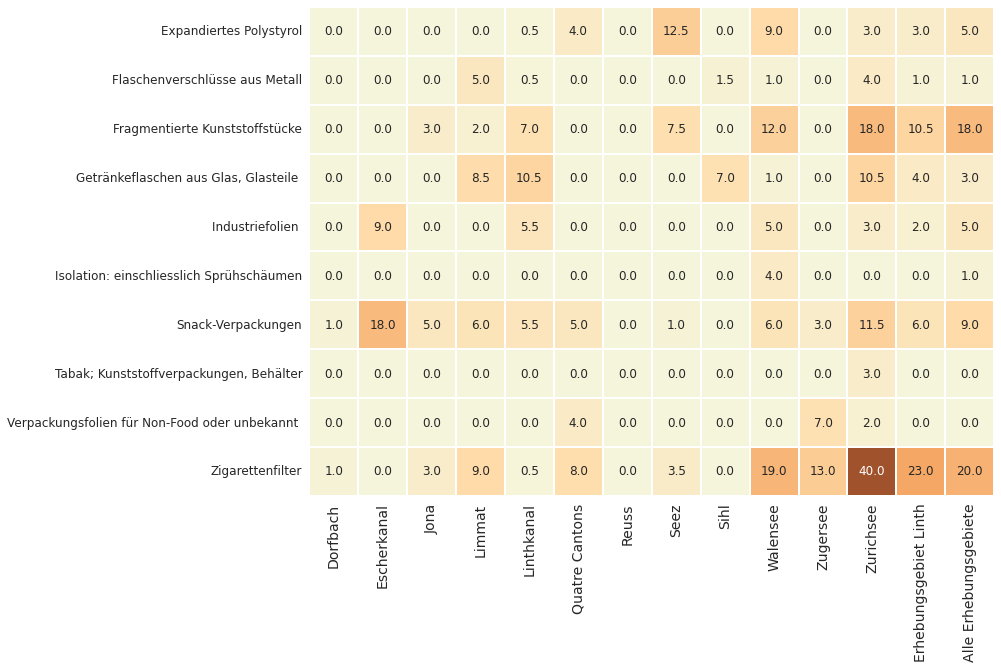 Expandiertes Polystyrol 0.0 0.0 0.0 0.0 0.5 4.0 0.0 12.5 0.0 9.0 0.0 3.0 3.0 5.0
Flaschenverschlüsse aus Metall 0.0 0.0 0.0 5.0 0.5 0.0 0.0 0.0 1.5 1.0 0.0 4.0 1.0 1.0
Fragmentierte Kunststoffstücke 0.0 0.0 3.0 2.0 7.0 0.0 0.0 7.5 0.0 12.0 0.0 18.0 10.5 18.0
Getränkeflaschen aus Glas, Glasteile 0.0 0.0 0.0 8.5 10.5 0.0 0.0 0.0 7.0 1.0 0.0 10.5 4.0 3.0
Industriefolien 0.0 9.0 0.0 0.0 5.5 0.0 0.0 0.0 0.0 5.0 0.0 3.0 2.0 5.0
Isolation: einschliesslich Sprühschäumen 0.0 0.0 0.0 0.0 0.0 0.0 0.0 0.0 0.0 4.0 0.0 0.0 0.0 1.0
Snack-Verpackungen 1.0 18.0 5.0 6.0 5.5 5.0 0.0 1.0 0.0 6.0 3.0 11.5 6.0 9.0
Tabak; Kunststoffverpackungen, Behälter 0.0 0.0 0.0 0.0 0.0 0.0 0.0 0.0 0.0 0.0 0.0 3.0 0.0 0.0
Verpackungsfolien für Non-Food oder unbekannt 0.0 0.0 0.0 0.0 0.0 4.0 0.0 0.0 0.0 0.0 7.0 2.0 0.0 0.0
Zigarettenfilter 1.0 0.0 3.0 9.0 0.5 8.0 0.0 3.5 0.0 19.0 13.0 40.0 23.0 20.0
Dorfbach
Escherkanal
Jona
Limmat
Linthkanal
Quatre Cantons
Reuss
Seez
Sihl
Walensee
Zugersee
Zurichsee
Erhebungsgebiet Linth
Alle Erhebungsgebiete